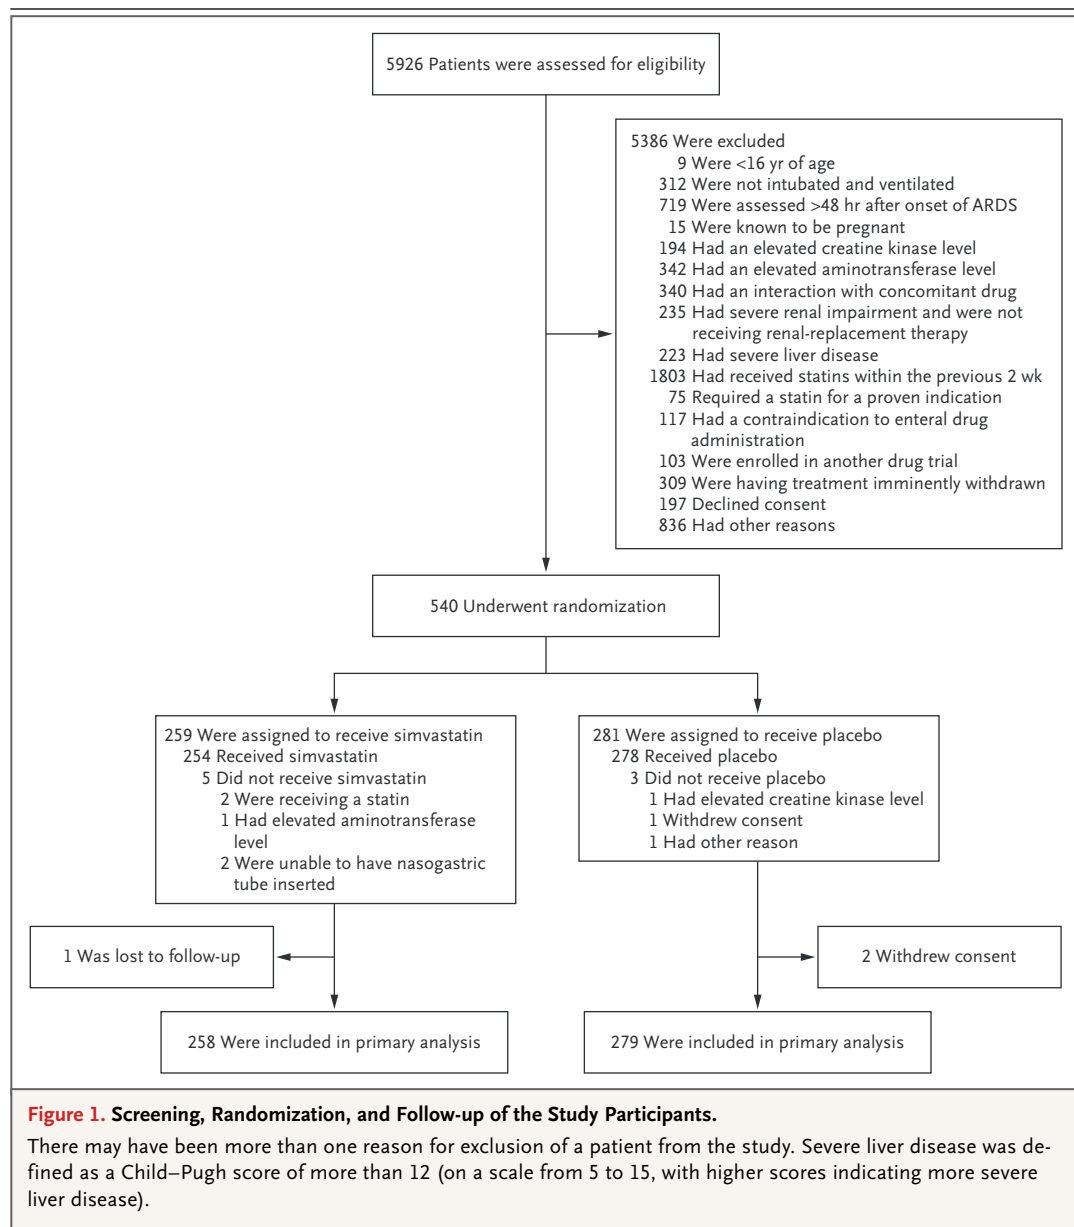 5926 Patients were assessed for eligibility
5386 Were excluded
9 Were <16 yr of age
312 Were not intubated and ventilated
719 Were assessed >48 hr after onset of ARDS
15 Were known to be pregnant
194 Had an elevated creatine kinase level
342 Had an elevated aminotransferase level
340 Had an interaction with concomitant drug
235 Had severe renal impairment and were not
receiving renal-replacement therapy
223 Had severe liver disease
1803 Had received statins within the previous 2 wk
75 Required a statin for a proven indication
117 Had a contraindication to enteral drug
administration
103 Were enrolled in another drug trial
309 Were having treatment imminently withdrawn
197 Declined consent
836 Had other reasons
540 Underwent randomization
259 Were assigned to receive simvastatin
254 Received simvastatin
5 Did not receive simvastatin
2 Were receiving a statin
1 Had elevated aminotransferase
level
2 Were unable to have nasogastric
tube inserted
281 Were assigned to receive placebo
278 Received placebo
3 Did not receive placebo
1 Had elevated creatine kinase level
1 Withdrew consent
1 Had other reason
1 Was lost to follow-up
2 Withdrew consent
258 Were included in primary analysis
279 Were included in primary analysis
Figure 1. Screening, Randomization, and Follow-up of the Study Participants.
There may have been more than one reason for exclusion of a patient from the study. Severe liver disease was de-
fined as a Child–Pugh score of more than 12 (on a scale from 5 to 15, with higher scores indicating more severe
liver disease).